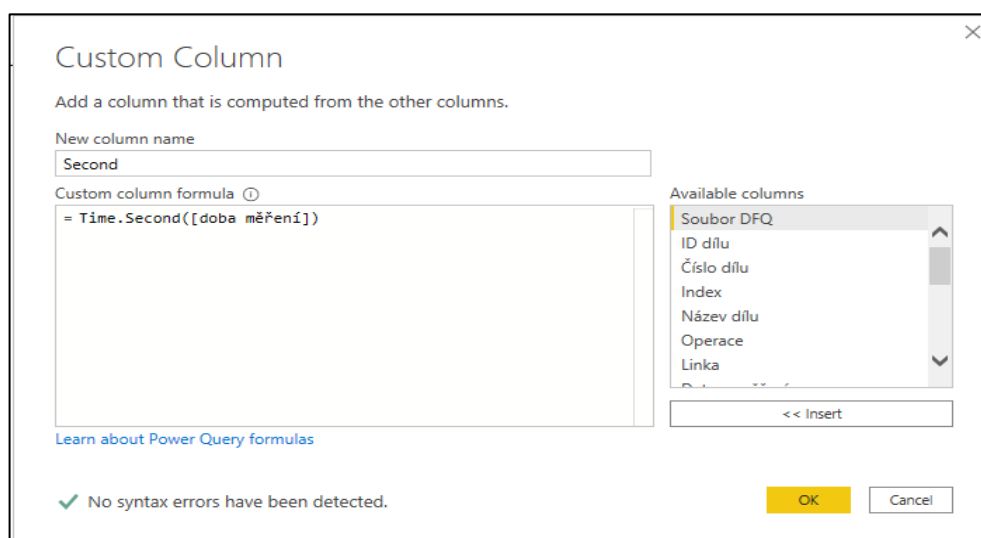 Custom Column
Add a column that is computed from the other columns.
New column name
Second
Custom column formula
= Time.Second([doba měření])
Available columns
Soubor DFQ
ID dílu
Číslo dílu
Index
Název dílu
Operace
Linka
<< Insert
Learn about Power Query formulas
No syntax errors have been detected.
OK
Cancel